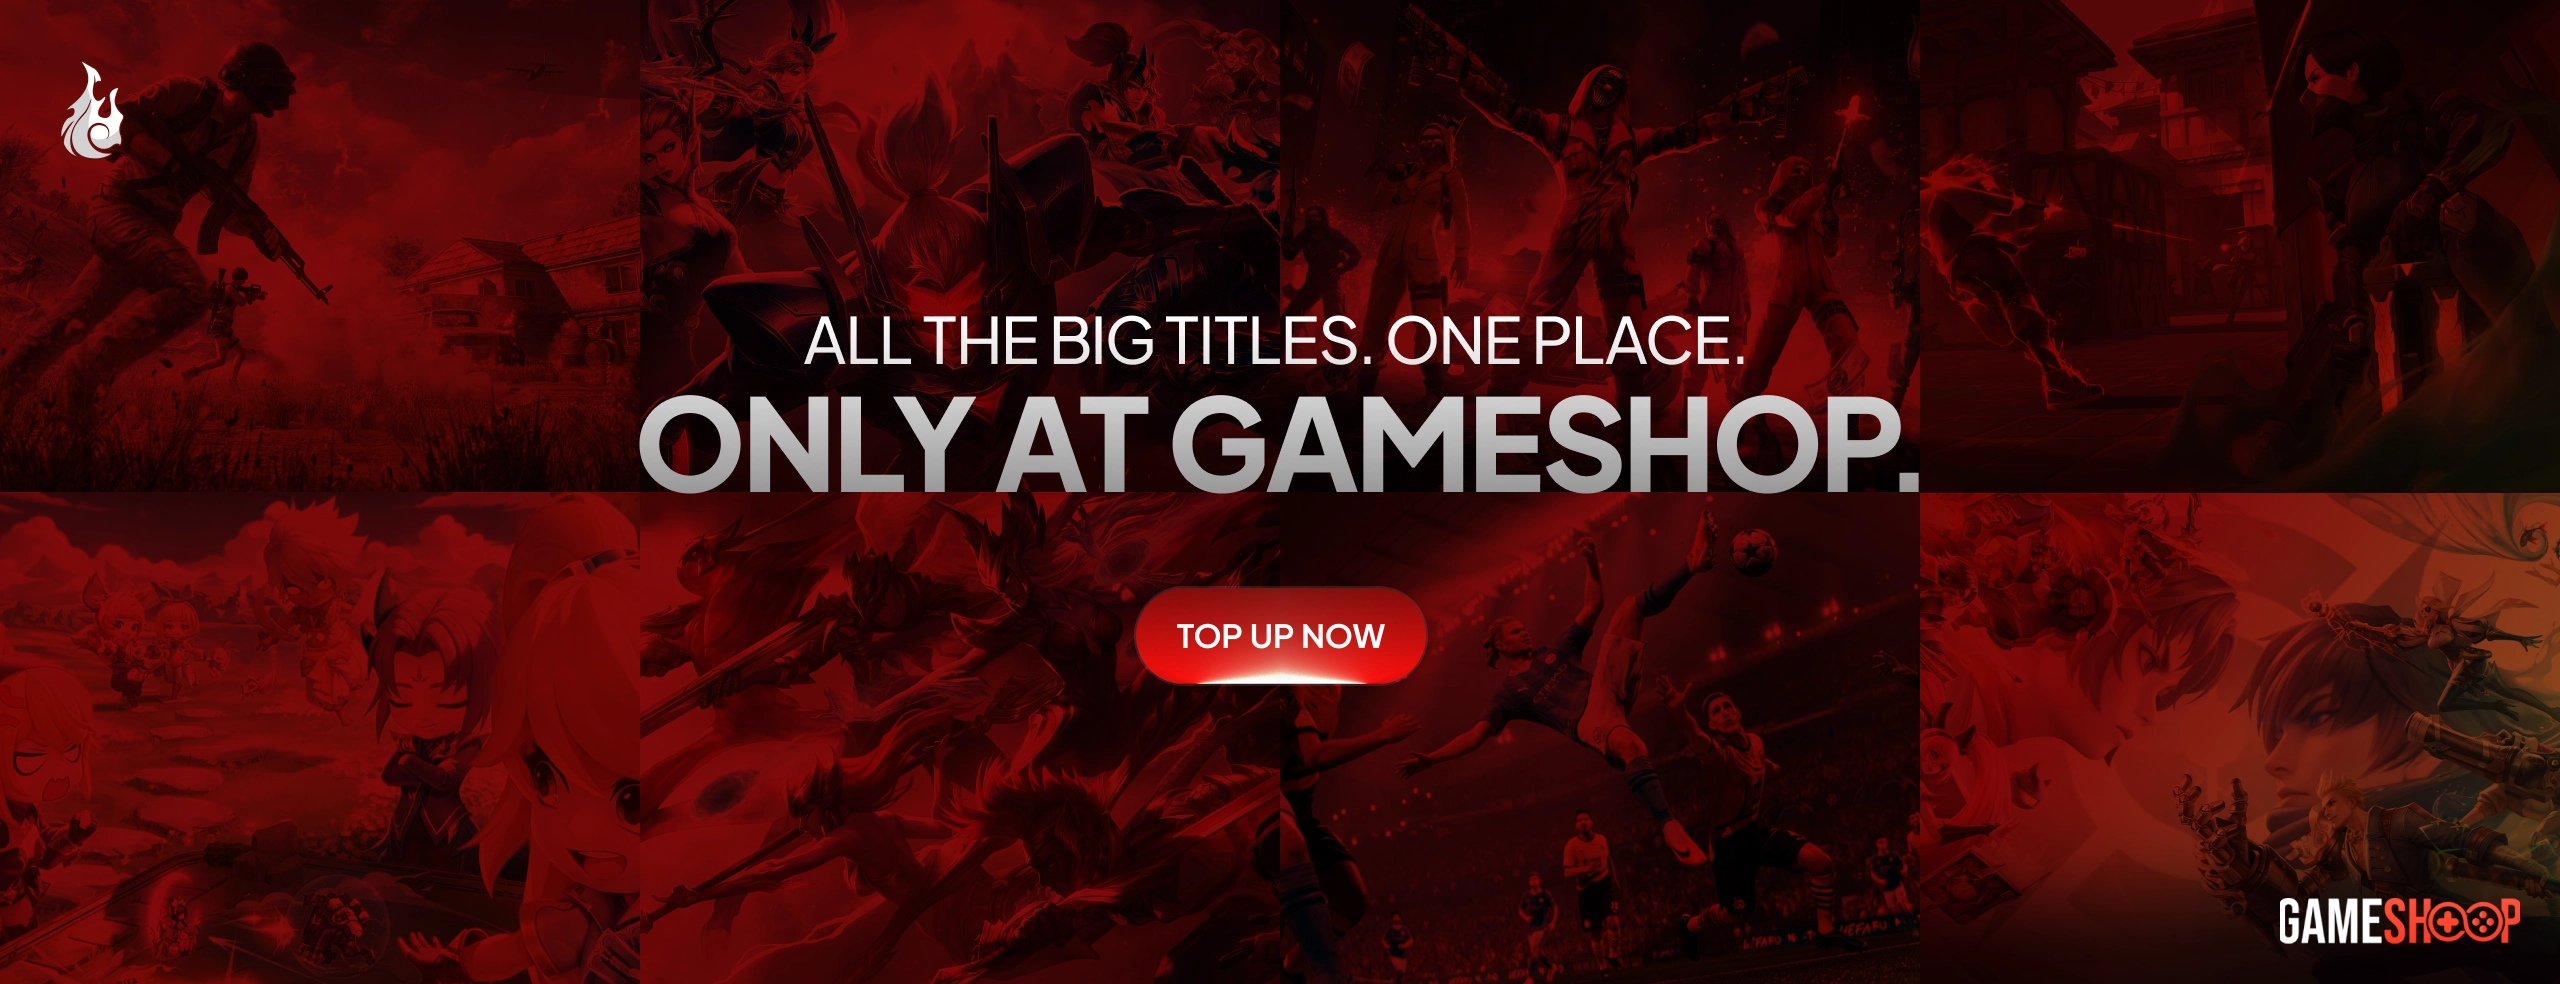 ALL THE BIG TITLES. ONE PLACE.
ONLY AT GAMESHOP.
TOP UP NOW
GAMESHOOP